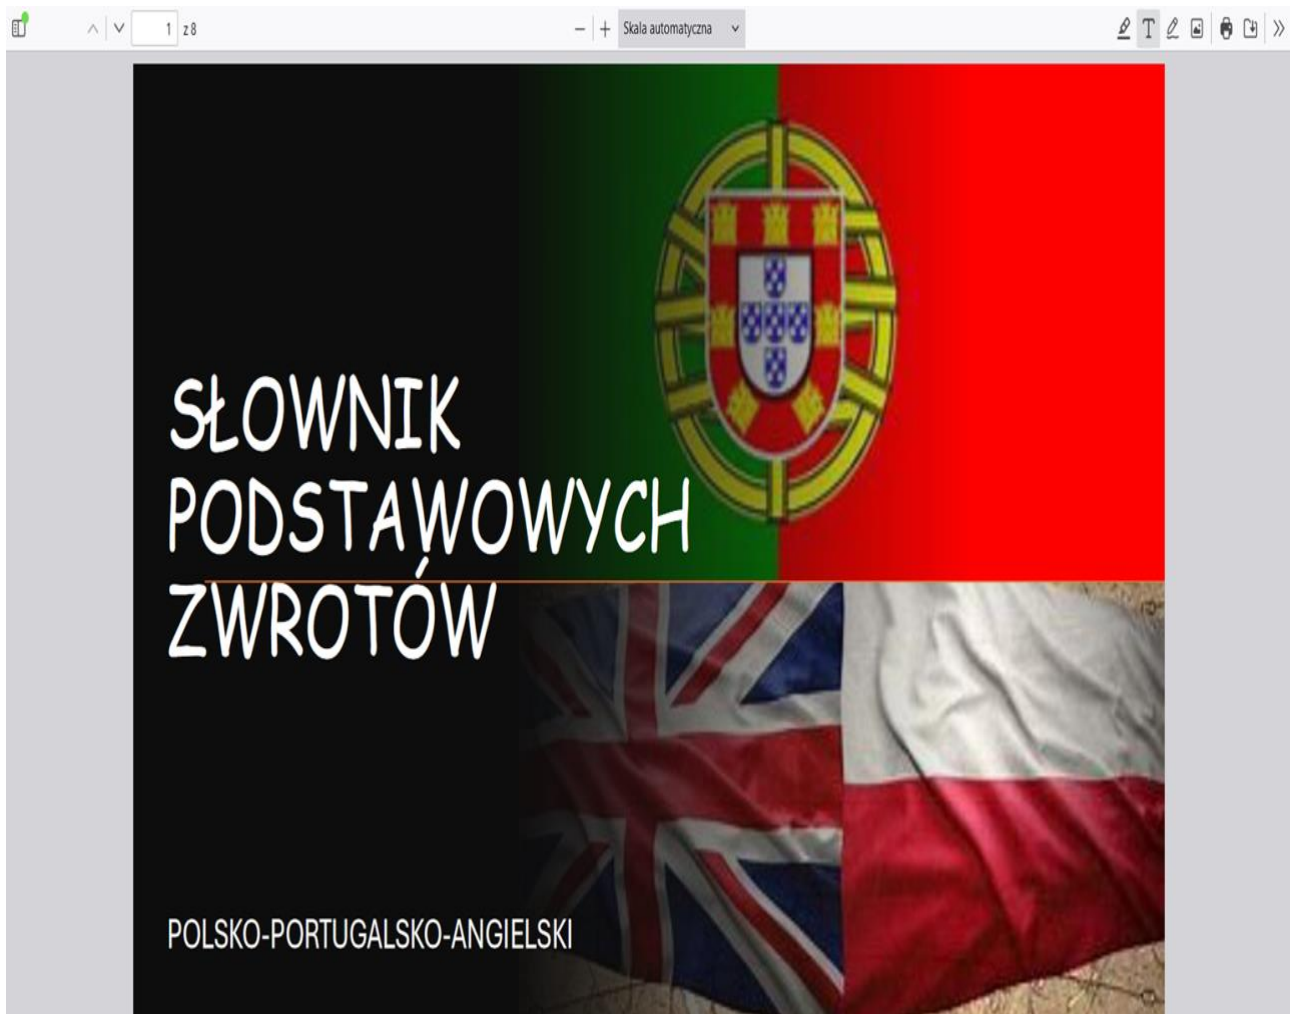 1 z 8
Skala automatyczna
SŁOWNIK
PODSTAWOWYCH
ZWROTÓW
POLSKO-PORTUGALSKO-ANGIELSKI